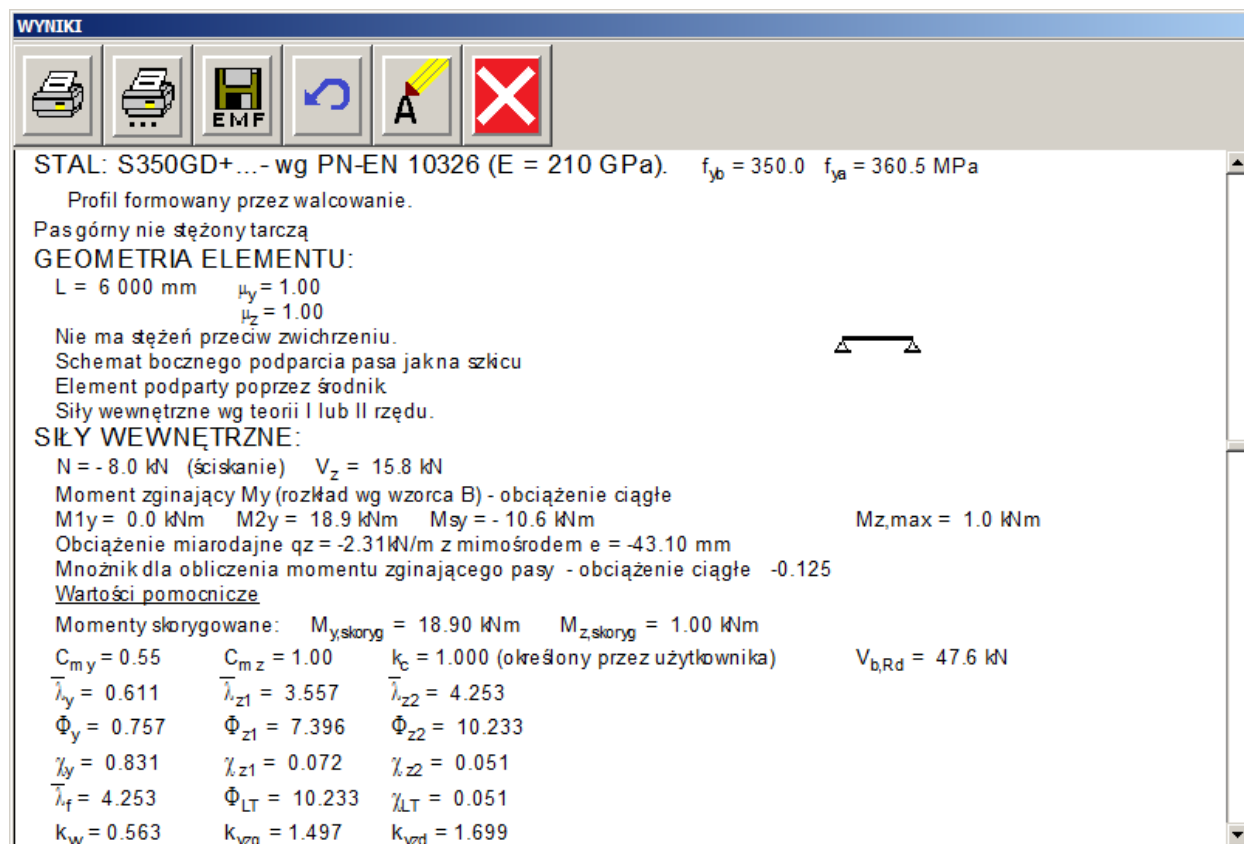 WYNIKI
EMF
A
STAL: S350GD+...- wg PN-EN 10326 (E = 210 GPa). fyb = 350.0 fya = 360.5 MPa
Profil formowany przez walcowanie.
Pas górny nie stężony tarczą
GEOMETRIA ELEMENTU:
L = 6 000 mm μy = 1.00
μz = 1.00
Nie ma stężeń przeciw zwichrzeniu.
Schemat bocznego podparcia pasa jak na szkicu
Element podparty poprzez środnik
Siły wewnętrzne wg teorii I lub II rzędu.
SIŁY WEWNĘTRZNE:
N = - 8.0 kN (ściskanie) Vz = 15.8 kN
Moment zginający My (rozkład wg wzorca B) - obciążenie ciągłe
M1y = 0.0 kNm M2y = 18.9 kNm Msy = - 10.6 kNm Mz,max = 1.0 kNm
Obciążenie miarodajne qz = -2.31kN/m z mimośrodem e = -43.10 mm
Mnożnik dla obliczenia momentu zginającego pasy - obciążenie ciągłe -0.125
Wartości pomocnicze
Momenty skorygowane: My,skoryg = 18.90 kNm Mz,skoryg = 1.00 kNm
Cm y = 0.55 Cm z = 1.00 kc = 1.000 (określony przez użytkownika) Vb,Rd = 47.6 kN
λ̅y = 0.611 λ̅z1 = 3.557 λ̅z2 = 4.253
Φy = 0.757 Φz1 = 7.396 Φz2 = 10.233
χy = 0.831 χz1 = 0.072 χz2 = 0.051
λ̅f = 4.253 ΦLT = 10.233 χLT = 0.051
kyy = 0.563 kyzg = 1.497 kyzd = 1.699